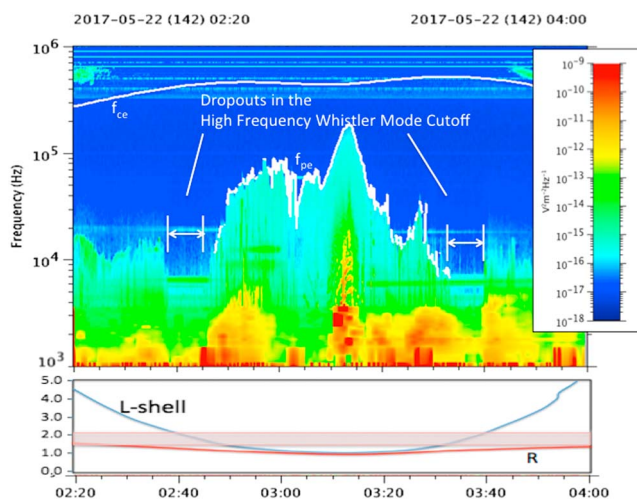 2017-05-22 (142) 02:20 2017-05-22 (142) 04:00
10⁶
f_ce
Dropouts in the
High Frequency Whistler Mode Cutoff
10⁵
f_pe
Frequency (Hz)
10⁴
10³
10⁻⁹
10⁻¹⁰
10⁻¹¹
10⁻¹²
10⁻¹³
10⁻¹⁴
10⁻¹⁵
10⁻¹⁶
10⁻¹⁷
10⁻¹⁸
V²m⁻²Hz⁻¹
5.0
4.0
3.0
2.0
1.0
0.0
L-shell
R
02:20 02:40 03:00 03:20 03:40 04:00